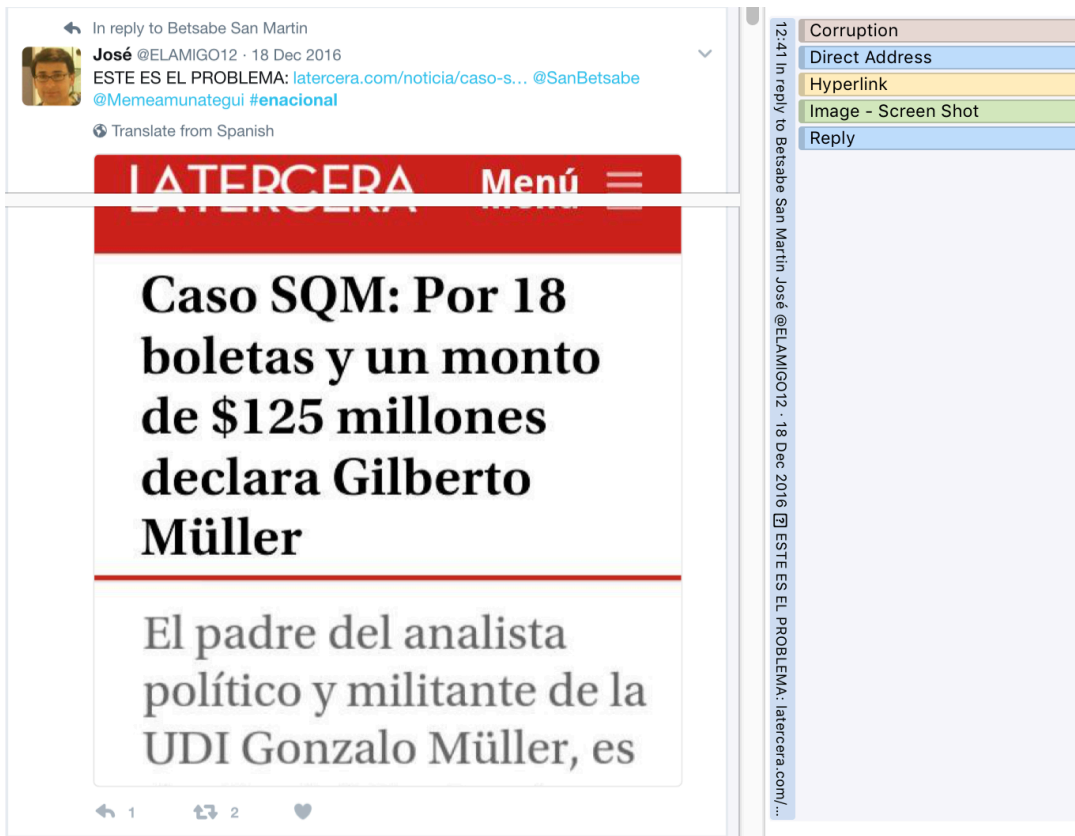 In reply to Betsabe San Martin
José @ELAMIGO12 · 18 Dec 2016
ESTE ES EL PROBLEMA: latercera.com/noticia/caso-s… @SanBetsabe
@Memeamunategui #enacional
Translate from Spanish
LATERCERA Menú
Caso SQM: Por 18
boletas y un monto
de $125 millones
declara Gilberto
Müller
El padre del analista
político y militante de la
UDI Gonzalo Müller, es
1 2
12:41 In reply to Betsabe San Martin José @ELAMIGO12 · 18 Dec 2016 ⍰ ESTE ES EL PROBLEMA: latercera.com/...
Corruption
Direct Address
Hyperlink
Image - Screen Shot
Reply